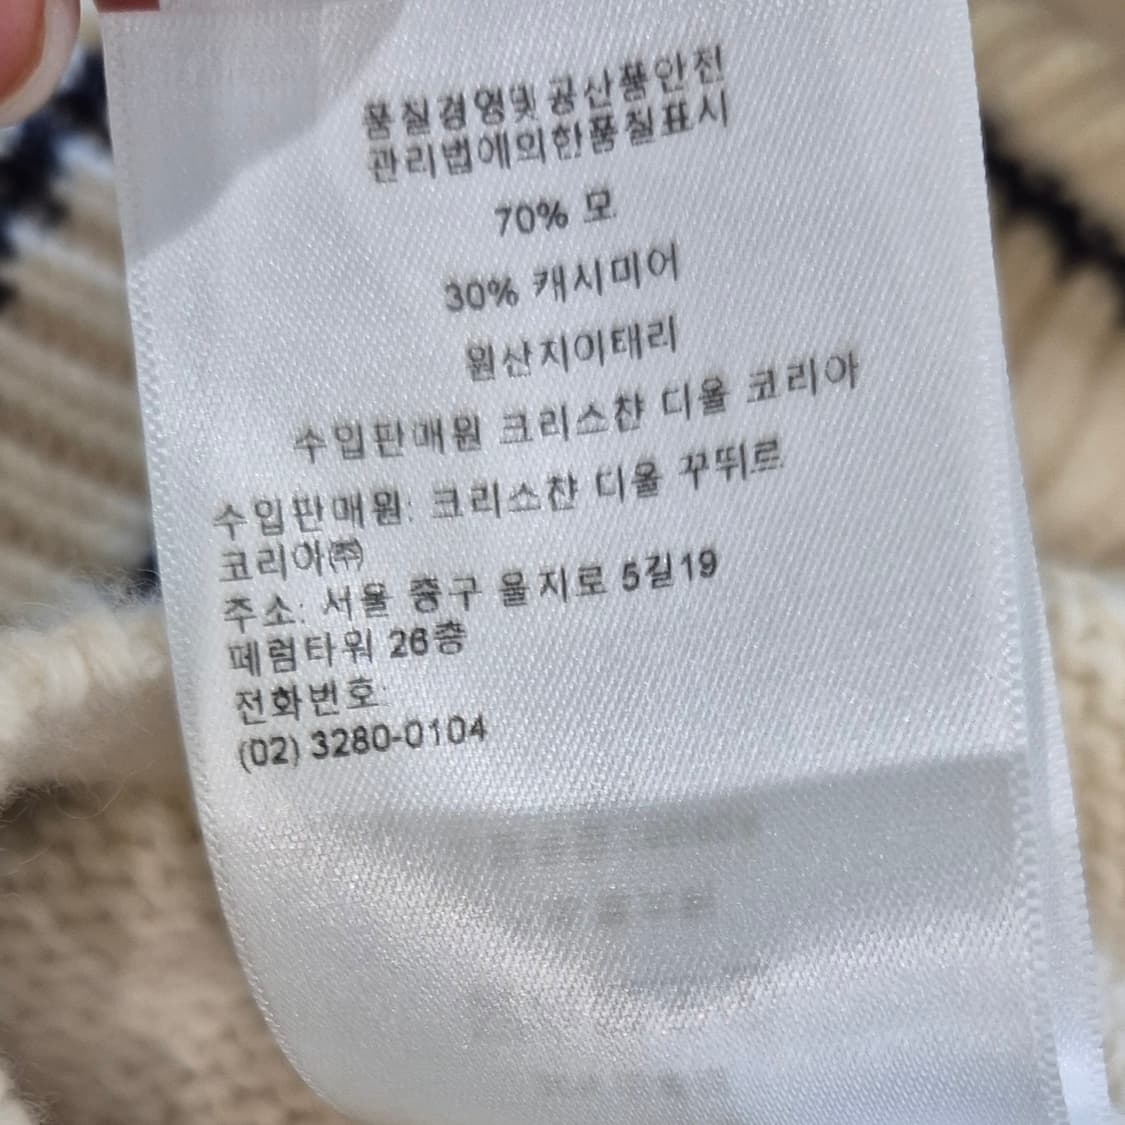 품질경영및공산품안전
관리법에의한품질표시
70% 모
30% 캐시미어
원산지이태리
수입판매원 크리스챤 디올 코리아
수입판매원: 크리스챤 디올 꾸뛰르
코리아㈜
주소: 서울 중구 을지로 5길19
페럼타워 26층
전화번호:
(02) 3280-0104